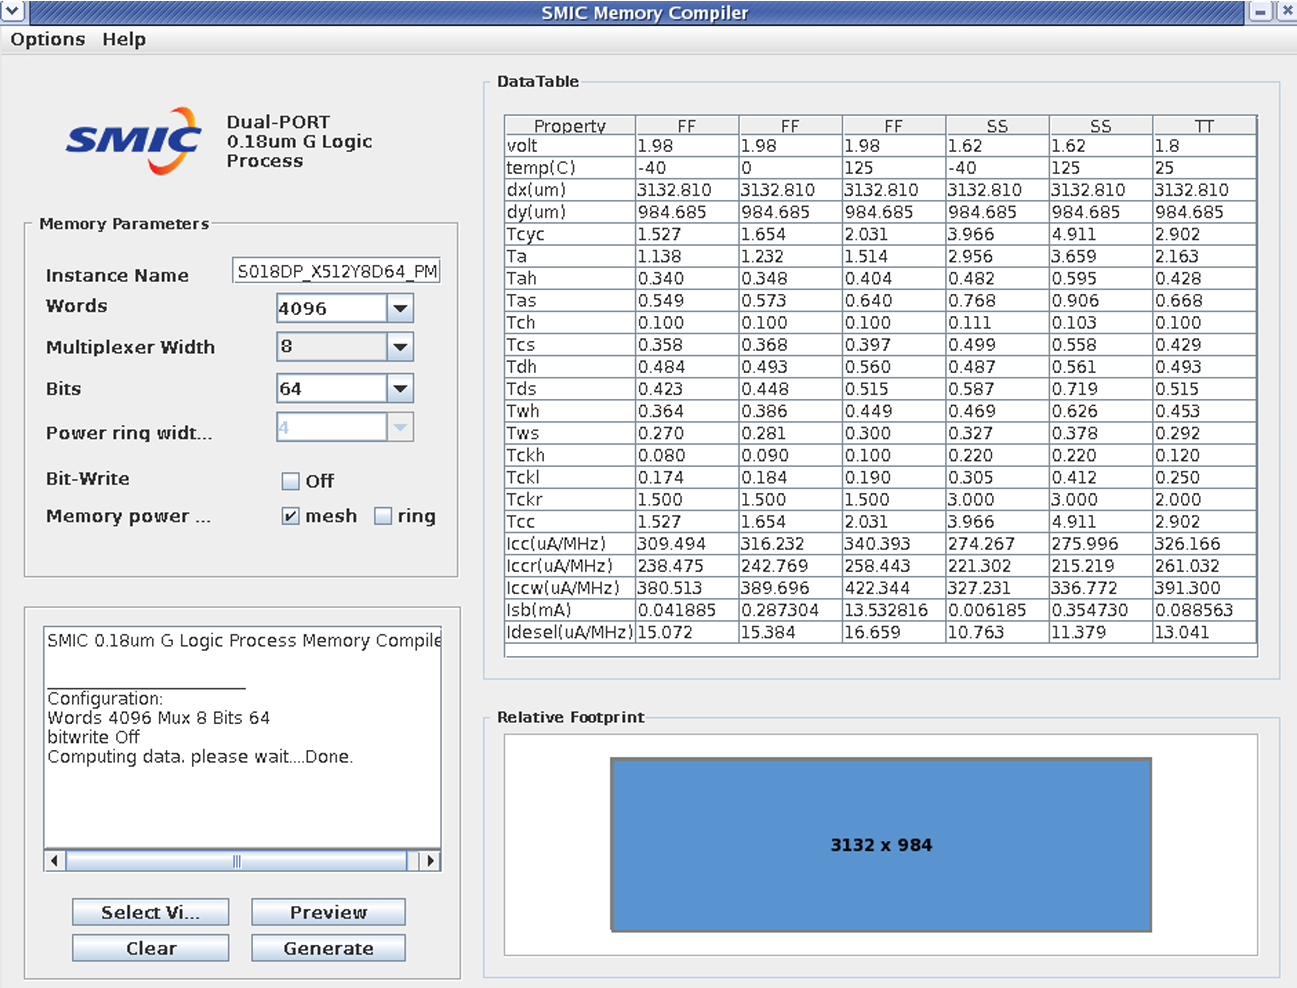 SMIC Memory Compiler
Options Help
SMIC
Dual-PORT
0.18um G Logic
Process
Memory Parameters
Instance Name S018DP_X512Y8D64_PM
Words 4096
Multiplexer Width 8
Bits 64
Power ring widt... 4
Bit-Write Off
Memory power ... mesh ring
SMIC 0.18um G Logic Process Memory Compile
Configuration:
Words 4096 Mux 8 Bits 64
bitwrite Off
Computing data, please wait....Done.
Select Vi... Preview
Clear Generate
DataTable
Property FF FF FF SS SS TT
volt 1.98 1.98 1.98 1.62 1.62 1.8
temp(C) -40 0 125 -40 125 25
dx(um) 3132.810 3132.810 3132.810 3132.810 3132.810 3132.810
dy(um) 984.685 984.685 984.685 984.685 984.685 984.685
Tcyc 1.527 1.654 2.031 3.966 4.911 2.902
Ta 1.138 1.232 1.514 2.956 3.659 2.163
Tah 0.340 0.348 0.404 0.482 0.595 0.428
Tas 0.549 0.573 0.640 0.768 0.906 0.668
Tch 0.100 0.100 0.100 0.111 0.103 0.100
Tcs 0.358 0.368 0.397 0.499 0.558 0.429
Tdh 0.484 0.493 0.560 0.487 0.561 0.493
Tds 0.423 0.448 0.515 0.587 0.719 0.515
Twh 0.364 0.386 0.449 0.469 0.626 0.453
Tws 0.270 0.281 0.300 0.327 0.378 0.292
Tckh 0.080 0.090 0.100 0.220 0.220 0.120
Tckl 0.174 0.184 0.190 0.305 0.412 0.250
Tckr 1.500 1.500 1.500 3.000 3.000 2.000
Tcc 1.527 1.654 2.031 3.966 4.911 2.902
Icc(uA/MHz) 309.494 316.232 340.393 274.267 275.996 326.166
Iccr(uA/MHz) 238.475 242.769 258.443 221.302 215.219 261.032
Iccw(uA/MHz) 380.513 389.696 422.344 327.231 336.772 391.300
Isb(mA) 0.041885 0.287304 13.532816 0.006185 0.354730 0.088563
Idesel(uA/MHz) 15.072 15.384 16.659 10.763 11.379 13.041
Relative Footprint
3132 x 984